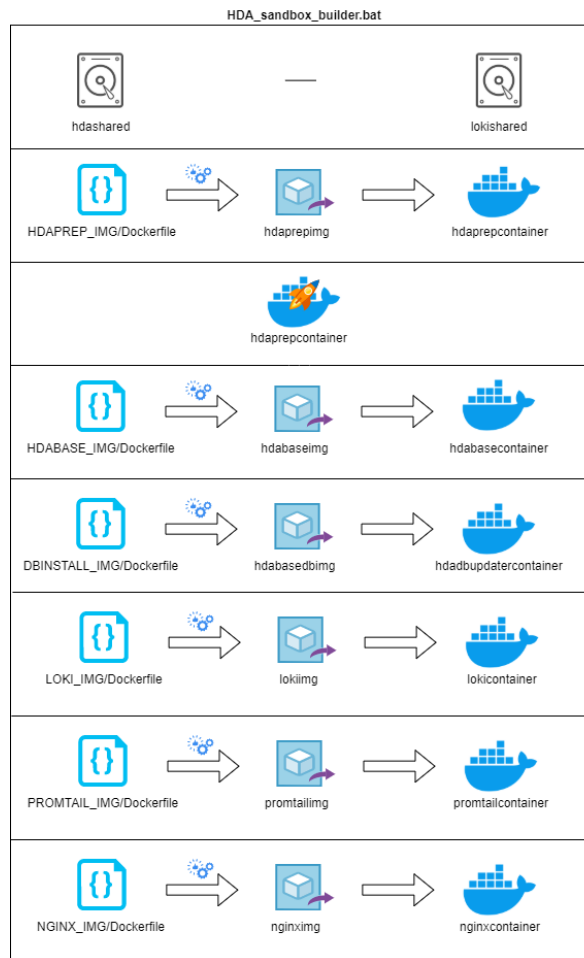 HDA_sandbox_builder.bat
hdashared
lokishared
HDAPREP_IMG/Dockerfile
hdaprepimg
hdaprepcontainer
hdaprepcontainer
HDABASE_IMG/Dockerfile
hdabaseimg
hdabasecontainer
DBINSTALL_IMG/Dockerfile
hdabasedbimg
hdadbupdatercontainer
LOKI_IMG/Dockerfile
lokiimg
lokicontainer
PROMTAIL_IMG/Dockerfile
promtailimg
promtailcontainer
NGINX_IMG/Dockerfile
nginximg
nginxcontainer